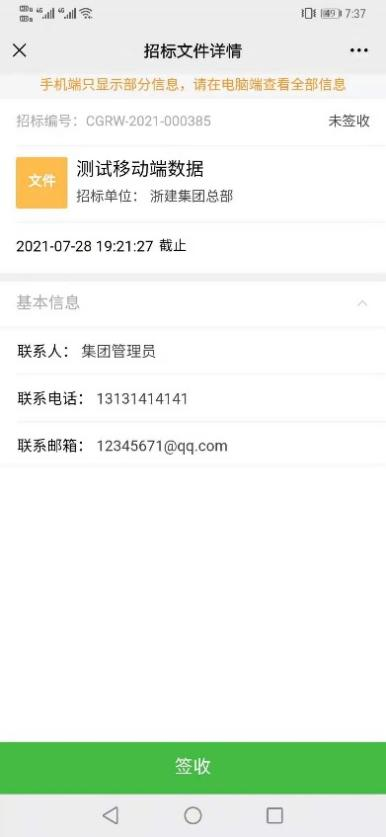 7:37
招标文件详情
手机端只显示部分信息，请在电脑端查看全部信息
招标编号：CGRW-2021-000385 未签收
文件
测试移动端数据
招标单位： 浙建集团总部
2021-07-28 19:21:27 截止
基本信息
联系人： 集团管理员
联系电话： 13131414141
联系邮箱： 12345671@qq.com
签收